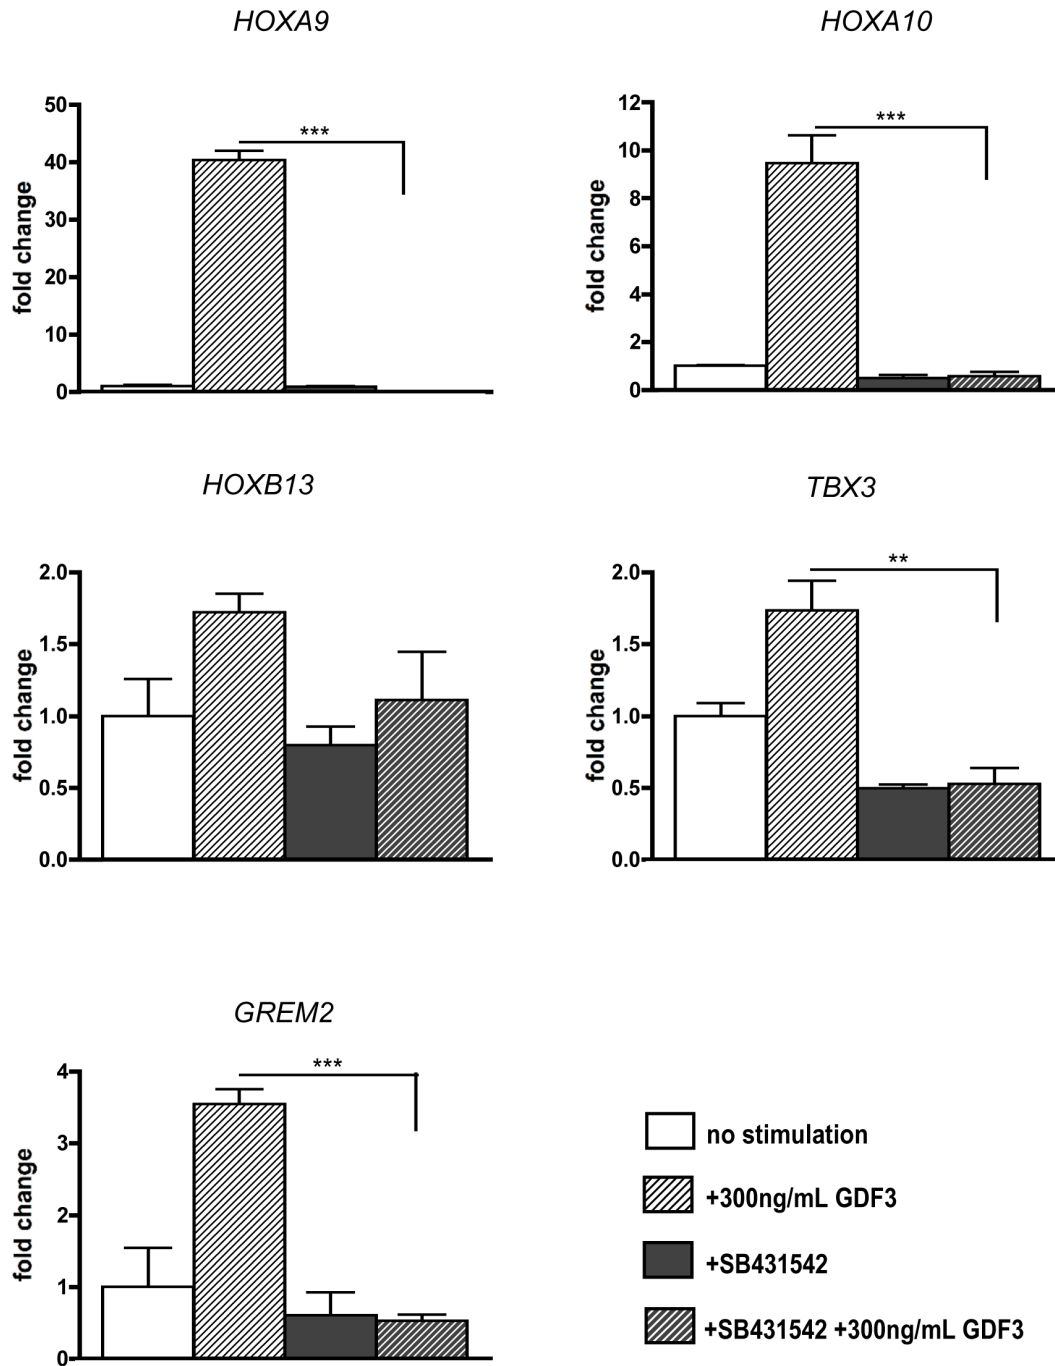 HOXA9
HOXA10
50
40
30
20
10
0
fold change
***
12
10
8
6
4
2
0
fold change
***
HOXB13
TBX3
2.0
1.5
1.0
0.5
0.0
fold change
2.0
1.5
1.0
0.5
0.0
fold change
**
GREM2
4
3
2
1
0
fold change
***
no stimulation
+300ng/mL GDF3
+SB431542
+SB431542 +300ng/mL GDF3